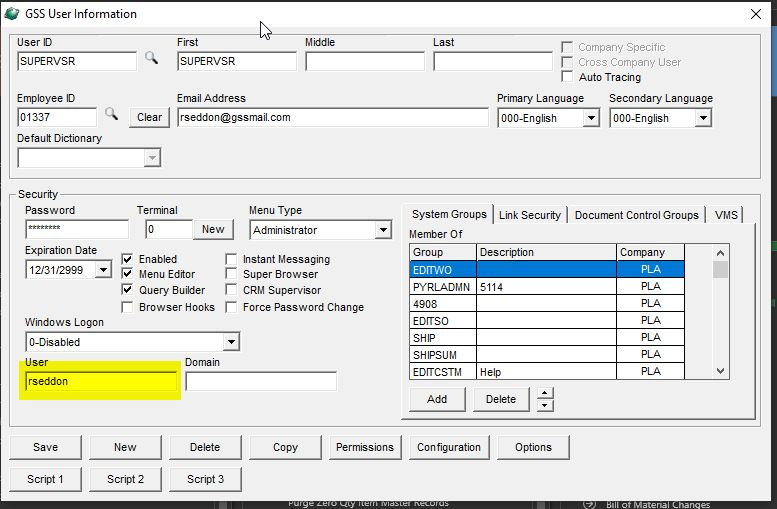 GSS User Information
User ID First Middle Last
SUPERVSR SUPERVSR
Company Specific
Cross Company User
Auto Tracing
Employee ID Email Address Primary Language Secondary Language
01337 Clear rseddon@gssmail.com 000-English 000-English
Default Dictionary
Security
Password Terminal Menu Type
******** 0 New Administrator
Expiration Date
12/31/2999
Enabled Instant Messaging
Menu Editor Super Browser
Query Builder CRM Supervisor
Browser Hooks Force Password Change
Windows Logon
0-Disabled
User Domain
rseddon
System Groups Link Security Document Control Groups VMS
Member Of
Group Description Company
EDITWO PLA
PYRLADMN 5114 PLA
4908 PLA
EDITSO PLA
SHIP PLA
SHIPSUM PLA
EDITCSTM Help PLA
Add Delete
Save New Delete Copy Permissions Configuration Options
Script 1 Script 2 Script 3
Purge Zero Qty Item Master Records Bill of Material Changes